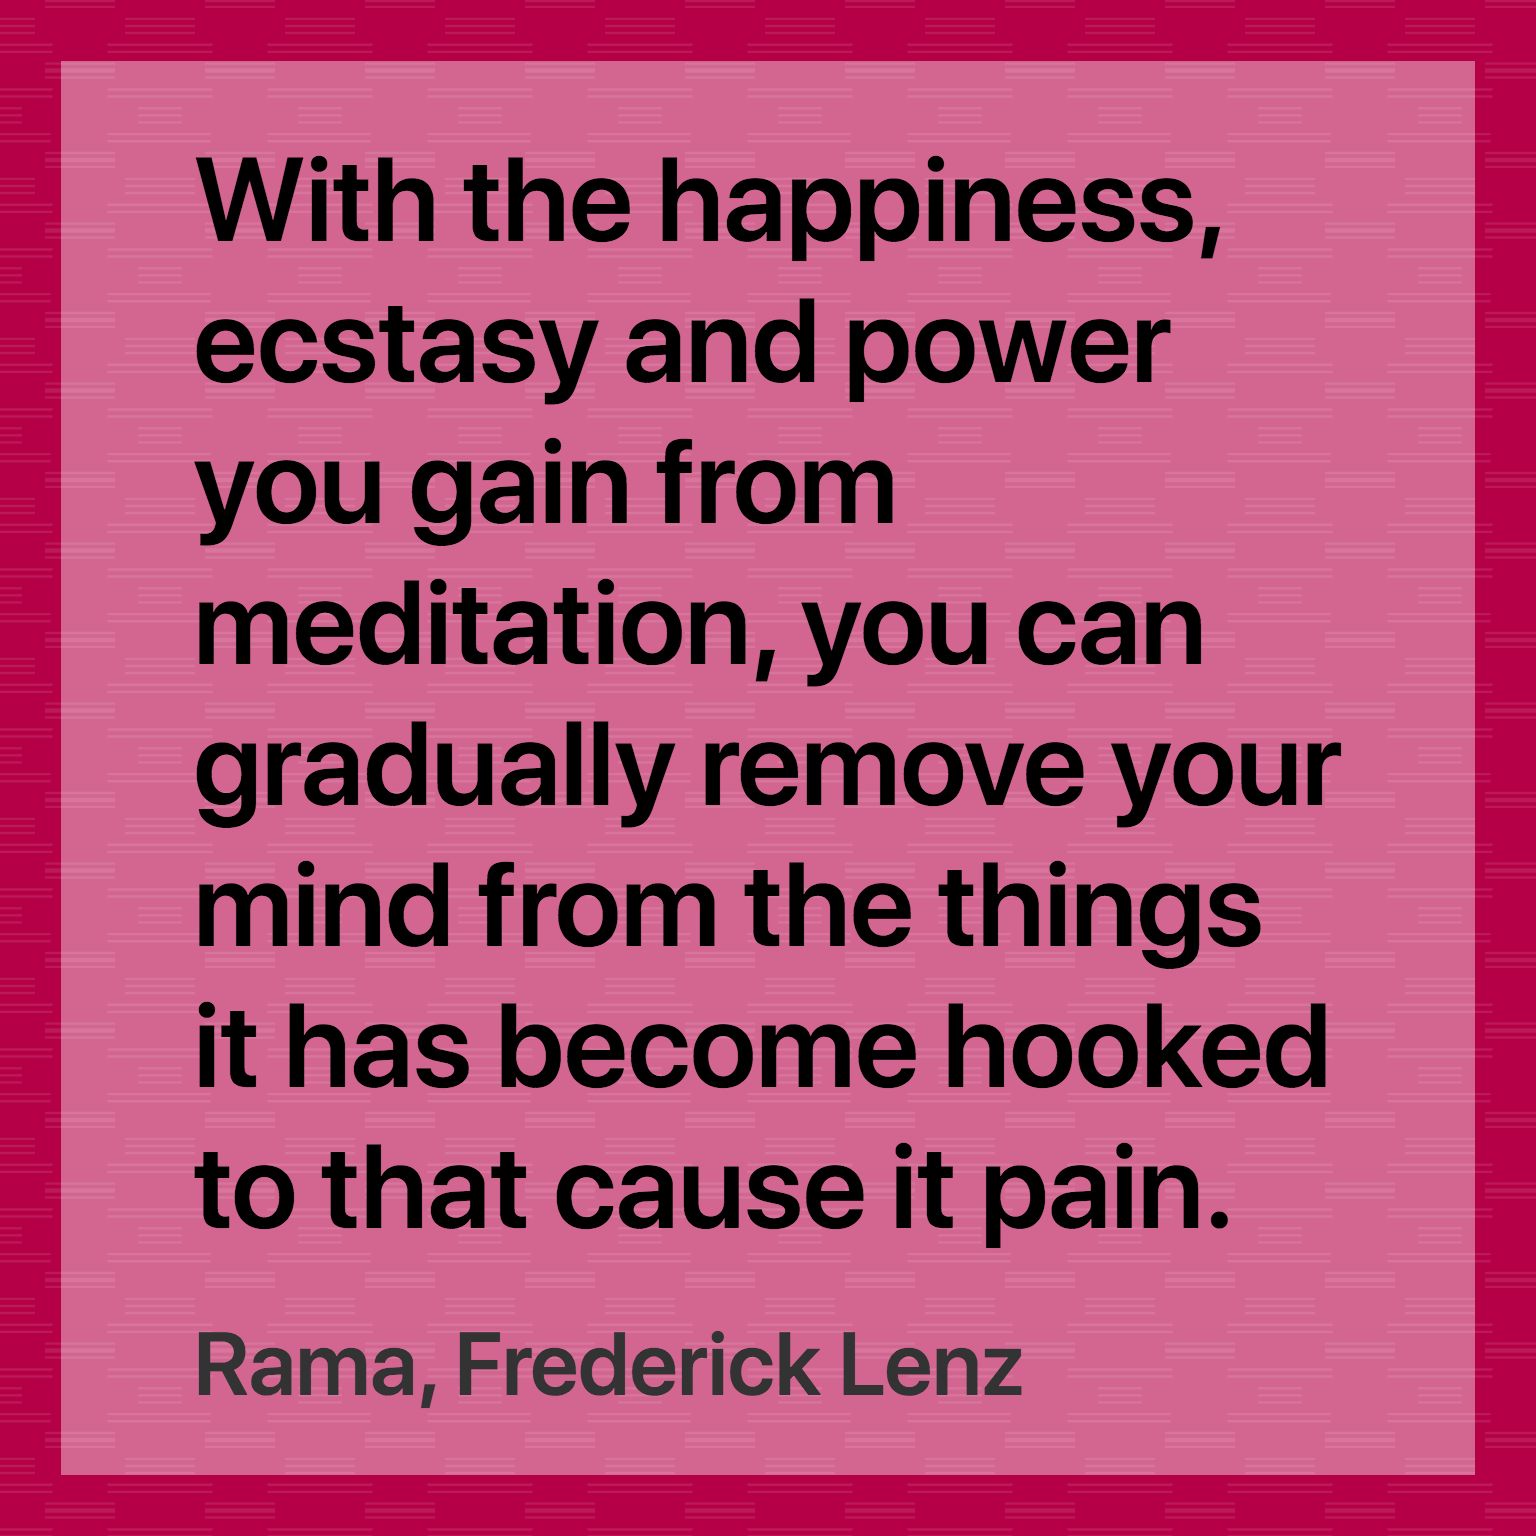 With the happiness,
ecstasy and power
you gain from
meditation, you can
gradually remove your
mind from the things
it has become hooked
to that cause it pain.
Rama, Frederick Lenz